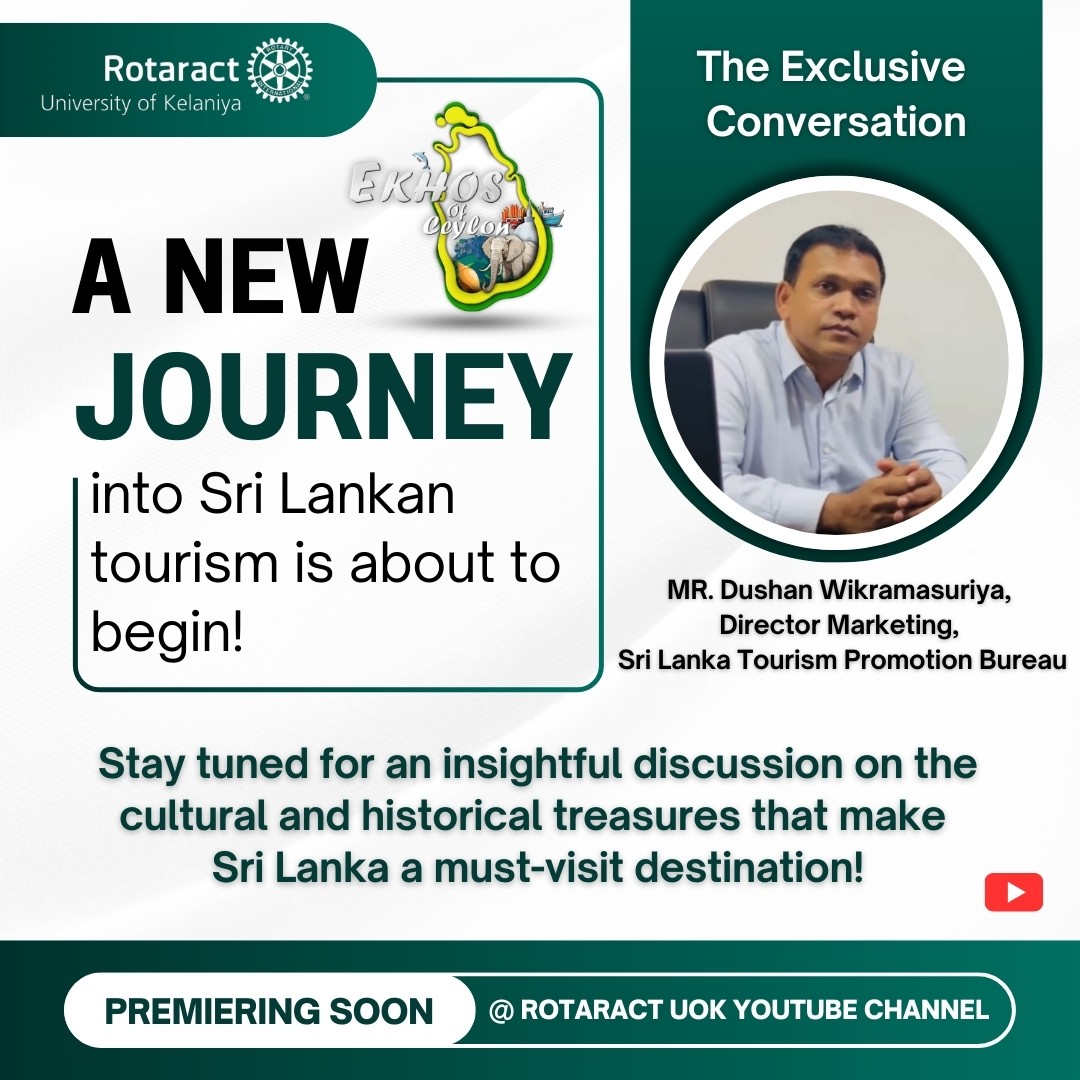 Rotaract
University of Kelaniya
EKHOS
Of
Ceylon
A NEW
JOURNEY
into Sri Lankan
tourism is about to
begin!
The Exclusive
Conversation
MR. Dushan Wikramasuriya,
Director Marketing,
Sri Lanka Tourism Promotion Bureau
Stay tuned for an insightful discussion on the
cultural and historical treasures that make
Sri Lanka a must-visit destination!
PREMIERING SOON
@ ROTARACT UOK YOUTUBE CHANNEL